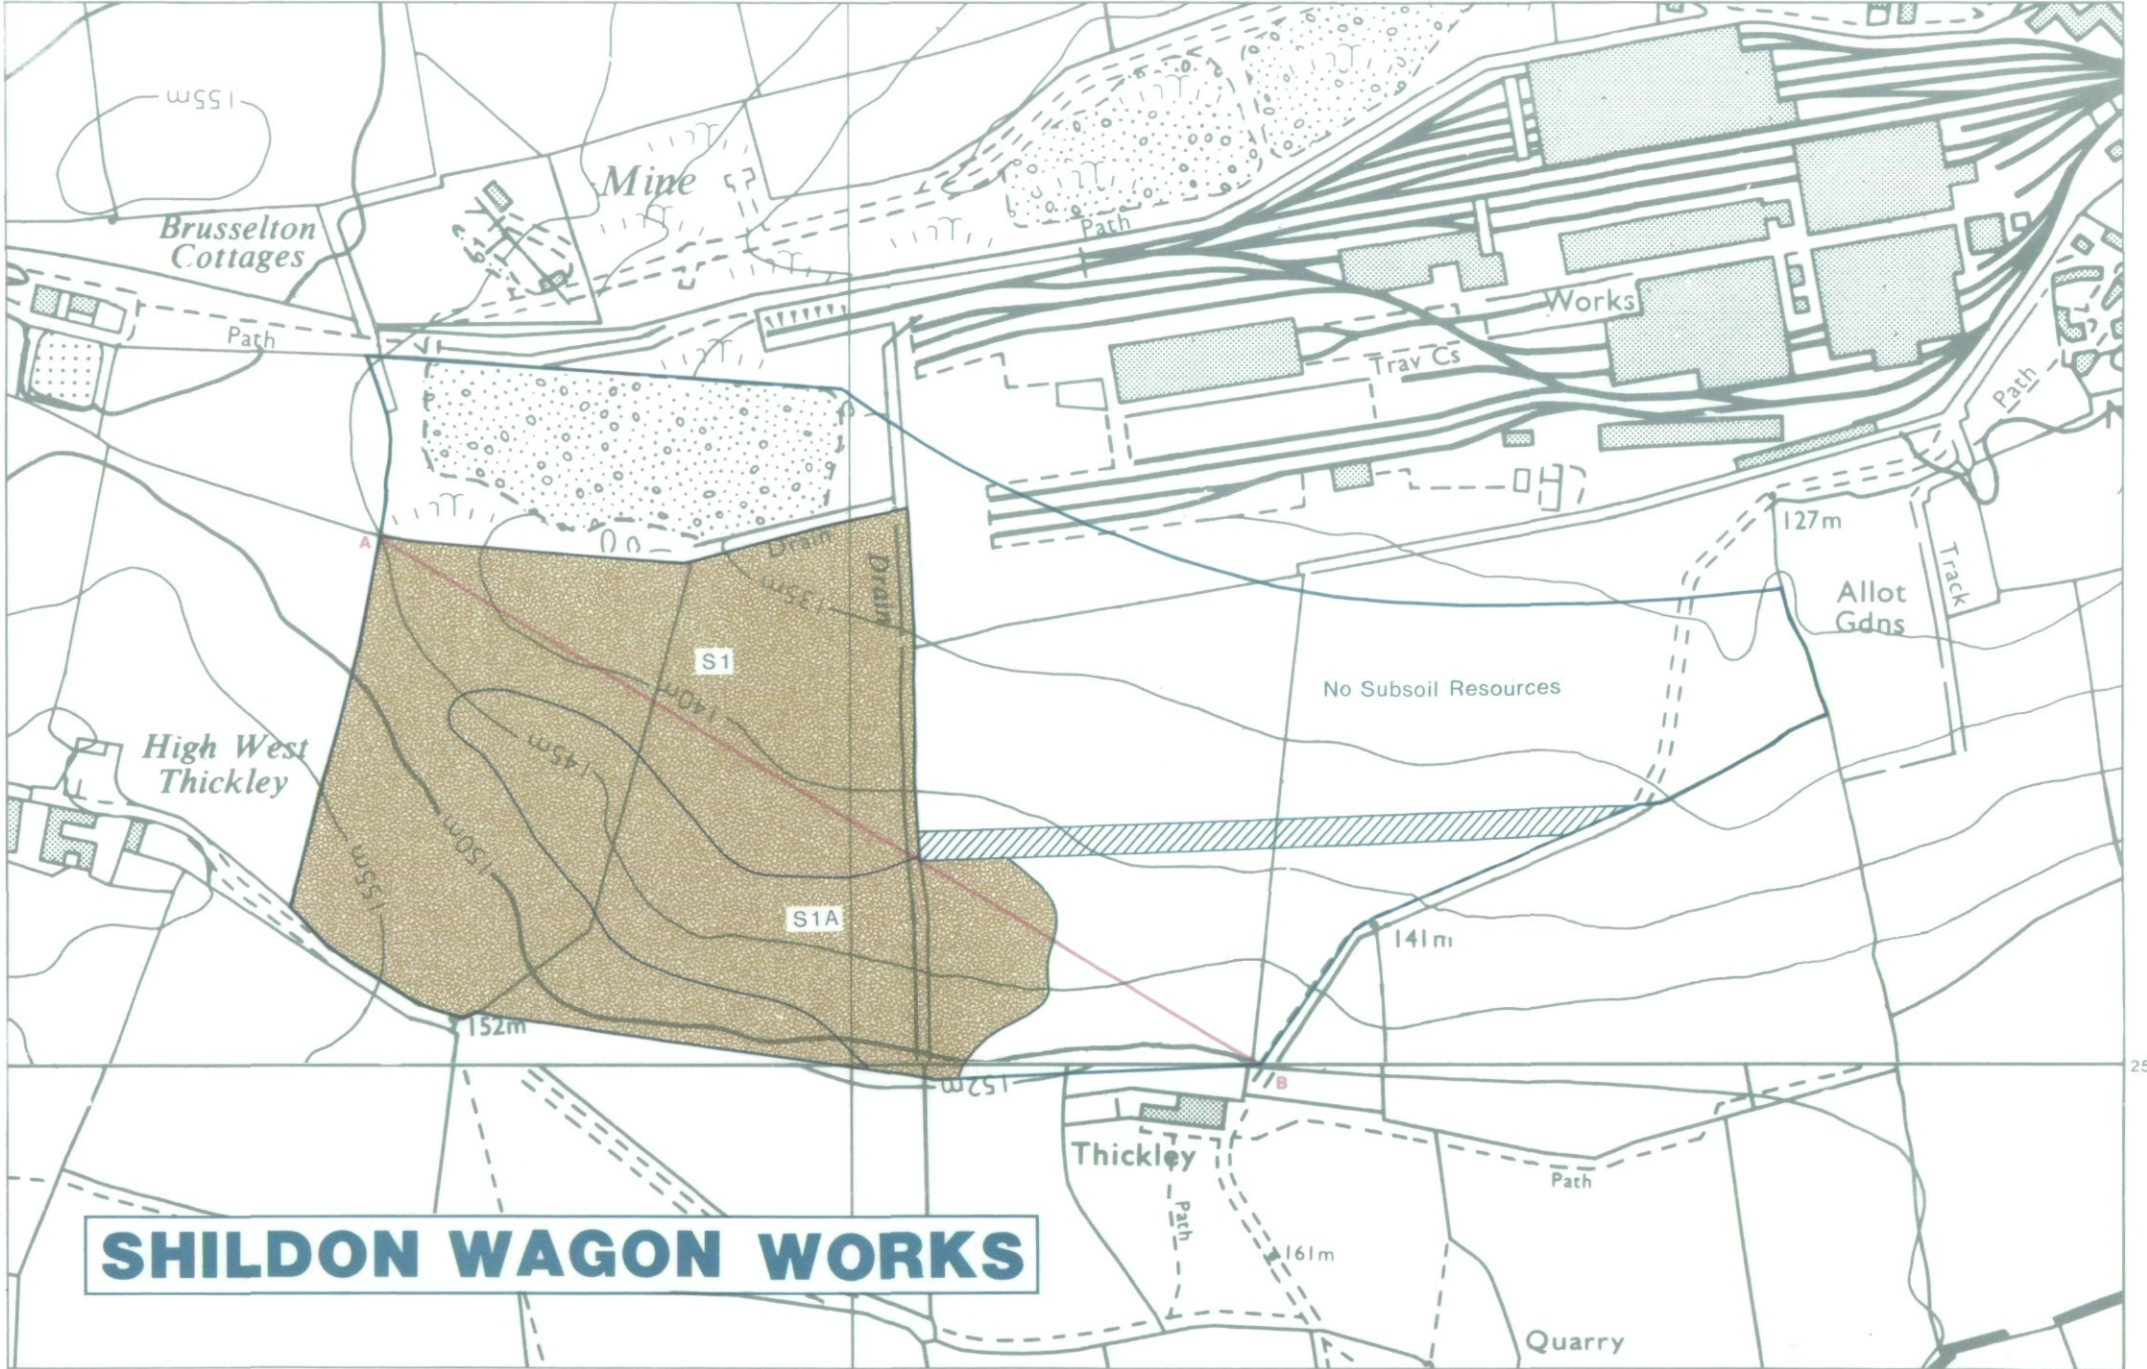 155m
Mine
Brusselton
Cottages
Path
Path
Works
Trav Cs
Path
127m
Allot
Gdns
Track
A
Drain
Drain
135m
S1
140m
No Subsoil Resources
145m
High West
Thickley
150m
155m
S1A
141m
152m
152m
B
25
Thickley
Path
Path
161m
SHILDON WAGON WORKS
Quarry